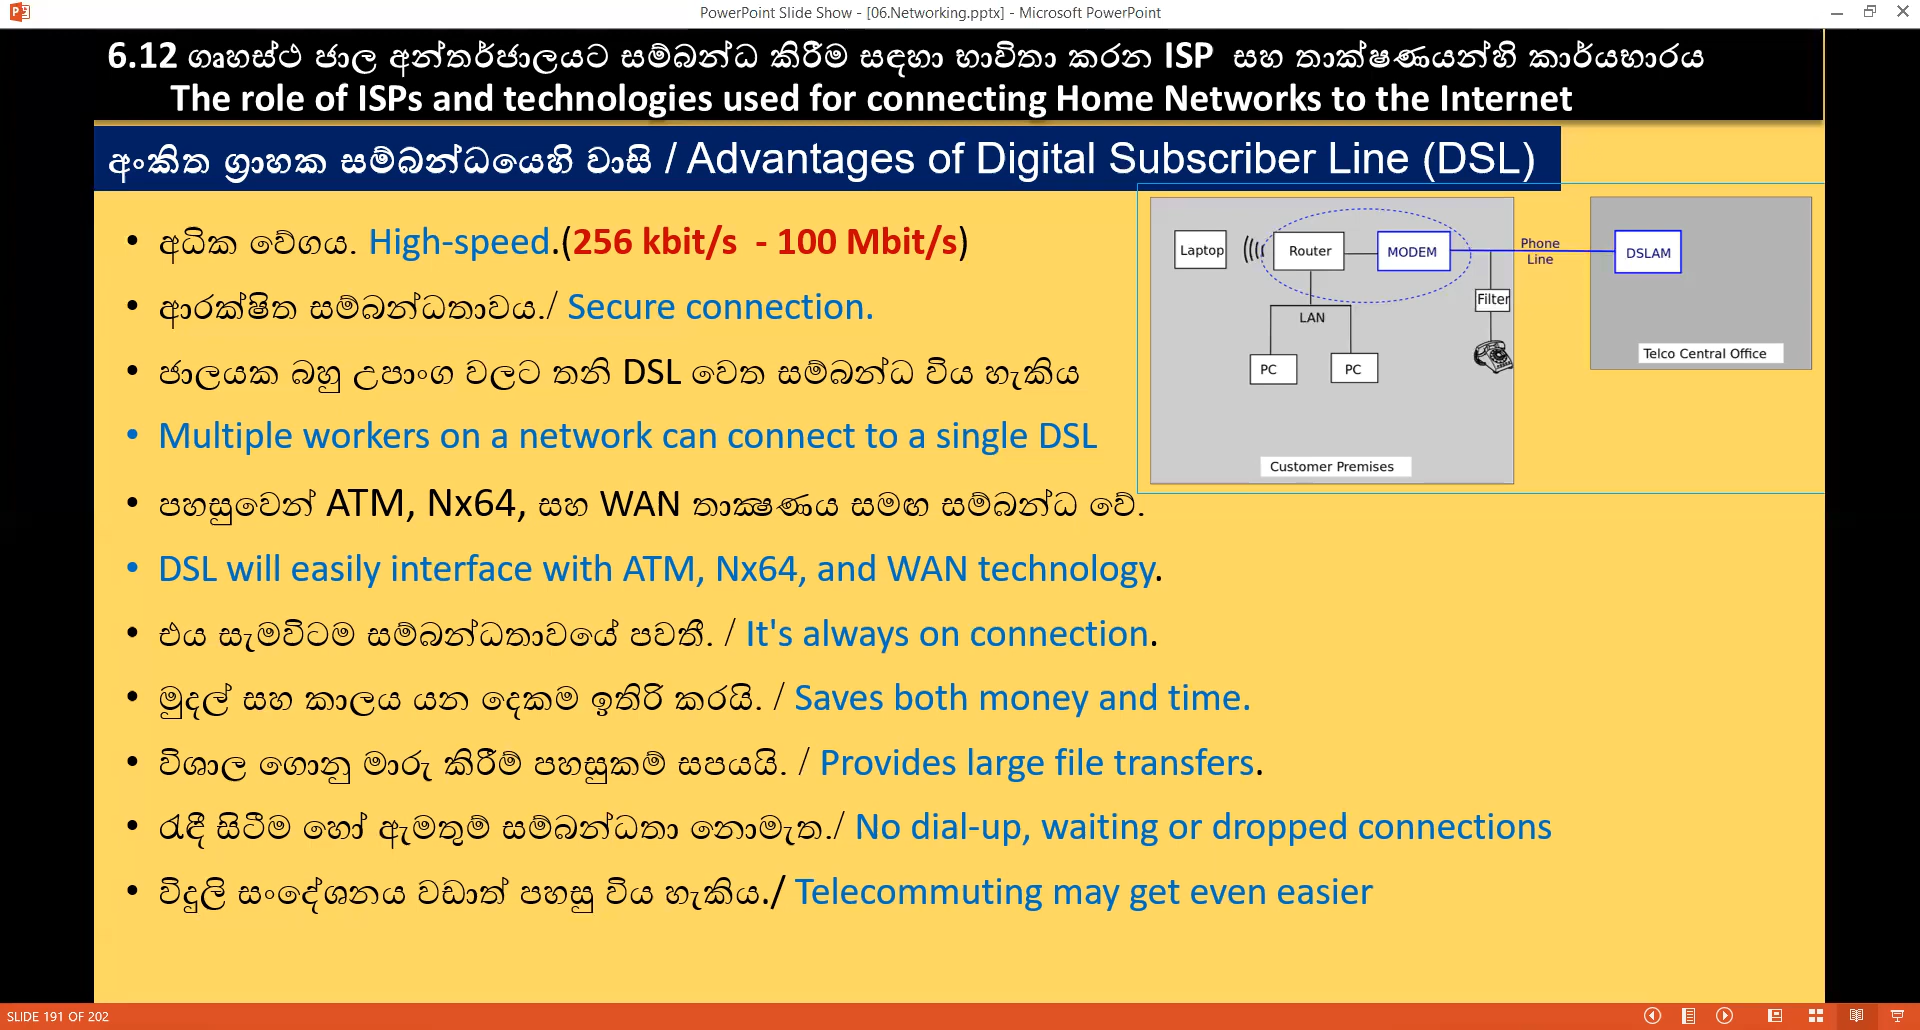 PowerPoint Slide Show - [06.Networking.pptx] - Microsoft PowerPoint
6.12 ගෘහස්ථ ජාල අන්තර්ජාලයට සම්බන්ධ කිරීම සඳහා භාවිතා කරන ISP සහ තාක්ෂණයන්හි කාර්යභාරය
The role of ISPs and technologies used for connecting Home Networks to the Internet
අංකිත ග්‍රාහක සම්බන්ධයෙහි වාසි / Advantages of Digital Subscriber Line (DSL)
• අධික වේගය. High-speed.(256 kbit/s - 100 Mbit/s)
• ආරක්ෂිත සම්බන්ධතාවය./ Secure connection.
• ජාලයක බහු උපාංග වලට තනි DSL වෙත සම්බන්ධ විය හැකිය
• Multiple workers on a network can connect to a single DSL
• පහසුවෙන් ATM, Nx64, සහ WAN තාක්‍ෂණය සමඟ සම්බන්ධ වේ.
• DSL will easily interface with ATM, Nx64, and WAN technology.
• එය සැමවිටම සම්බන්ධතාවයේ පවතී. / It's always on connection.
• මුදල් සහ කාලය යන දෙකම ඉතිරි කරයි. / Saves both money and time.
• විශාල ගොනු මාරු කිරීම් පහසුකම් සපයයි. / Provides large file transfers.
• රැඳී සිටීම හෝ ඇමතුම් සම්බන්ධතා නොමැත./ No dial-up, waiting or dropped connections
• විදුලි සංදේශනය වඩාත් පහසු විය හැකිය./ Telecommuting may get even easier
Laptop
Router
MODEM
Phone
Line
DSLAM
Filter
LAN
PC
PC
Telco Central Office
Customer Premises
SLIDE 191 OF 202